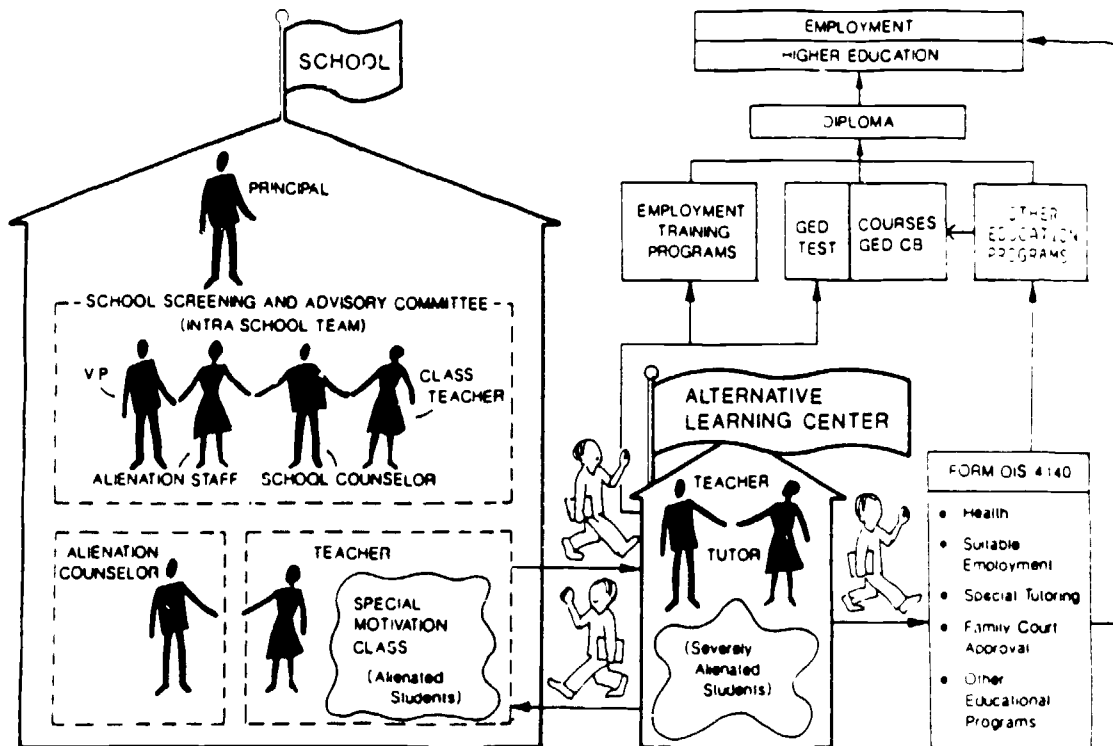 SCHOOL
PRINCIPAL
SCHOOL SCREENING AND ADVISORY COMMITTEE
(INTRA SCHOOL TEAM)
V P
CLASS
TEACHER
ALIENATION STAFF
SCHOOL COUNSELOR
ALIENATION
COUNSELOR
TEACHER
SPECIAL
MOTIVATION
CLASS
(Alienated
Students)
EMPLOYMENT
HIGHER EDUCATION
DIPLOMA
EMPLOYMENT
TRAINING
PROGRAMS
GED
TEST
COURSES
GED CB
OTHER
EDUCATION
PROGRAMS
ALTERNATIVE
LEARNING CENTER
TEACHER
TUTOR
(Severely
Alienated
Students)
FORM OIS 4:40
• Health
• Suitable
Employment
• Special Tutoring
• Family Court
Approval
• Other
Educational
Programs